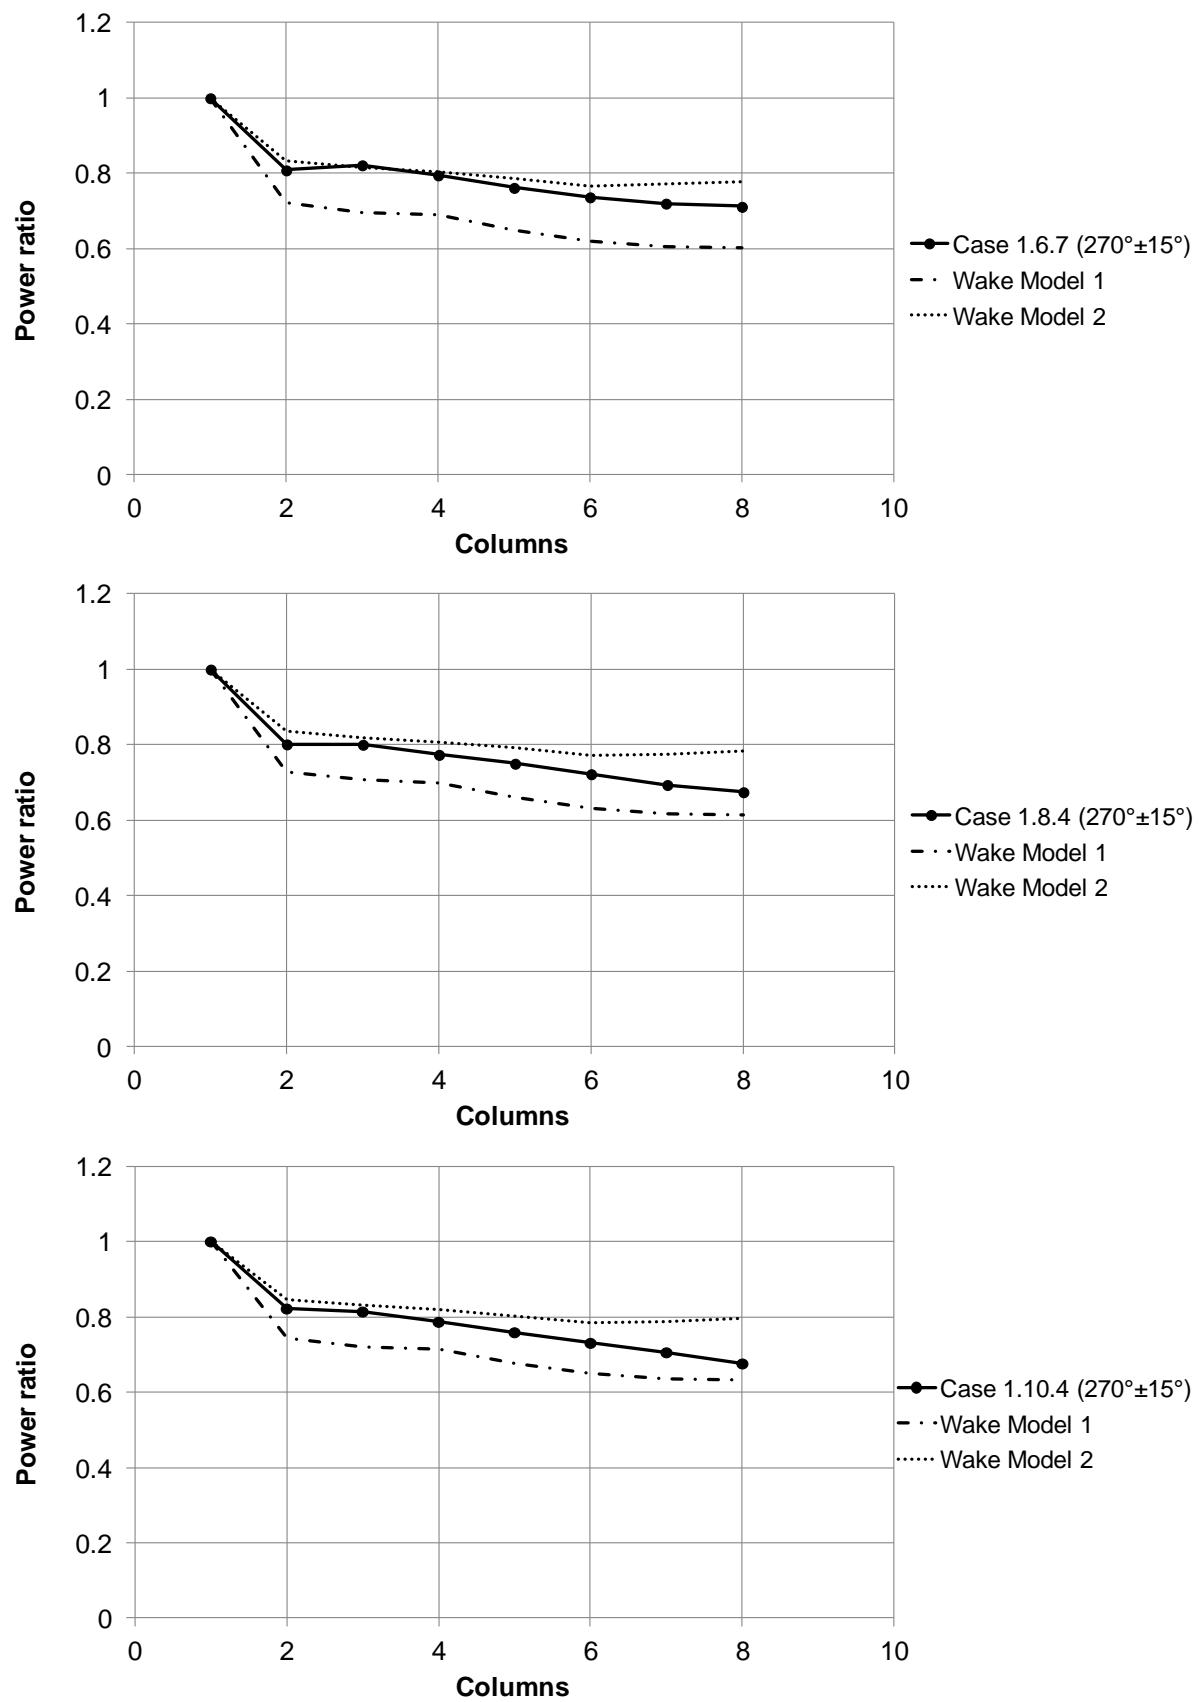 1.2
1
0.8
0.6
0.4
0.2
0
Power ratio
0 2 4 6 8 10
Columns
Case 1.6.7 (270°±15°)
Wake Model 1
Wake Model 2
1.2
1
0.8
0.6
0.4
0.2
0
Power ratio
0 2 4 6 8 10
Columns
Case 1.8.4 (270°±15°)
Wake Model 1
Wake Model 2
1.2
1
0.8
0.6
0.4
0.2
0
Power ratio
0 2 4 6 8 10
Columns
Case 1.10.4 (270°±15°)
Wake Model 1
Wake Model 2